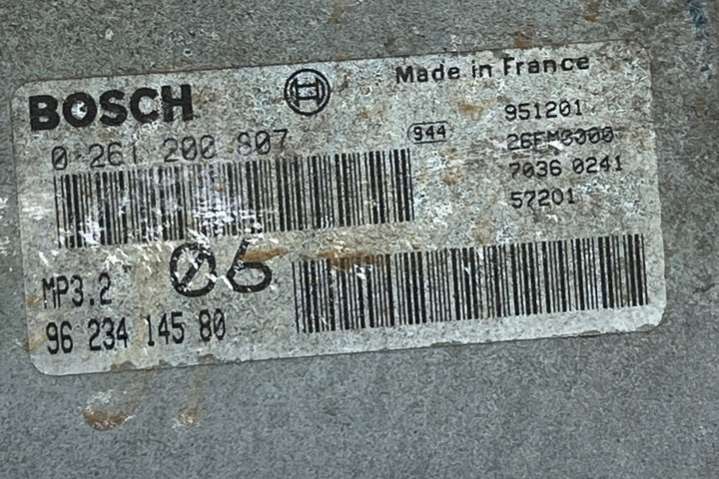 BOSCH
Made in France
0 261 200 807
944
951201
26FM0000
7036 0241
57201
MP3.2
06
96 234 145 80